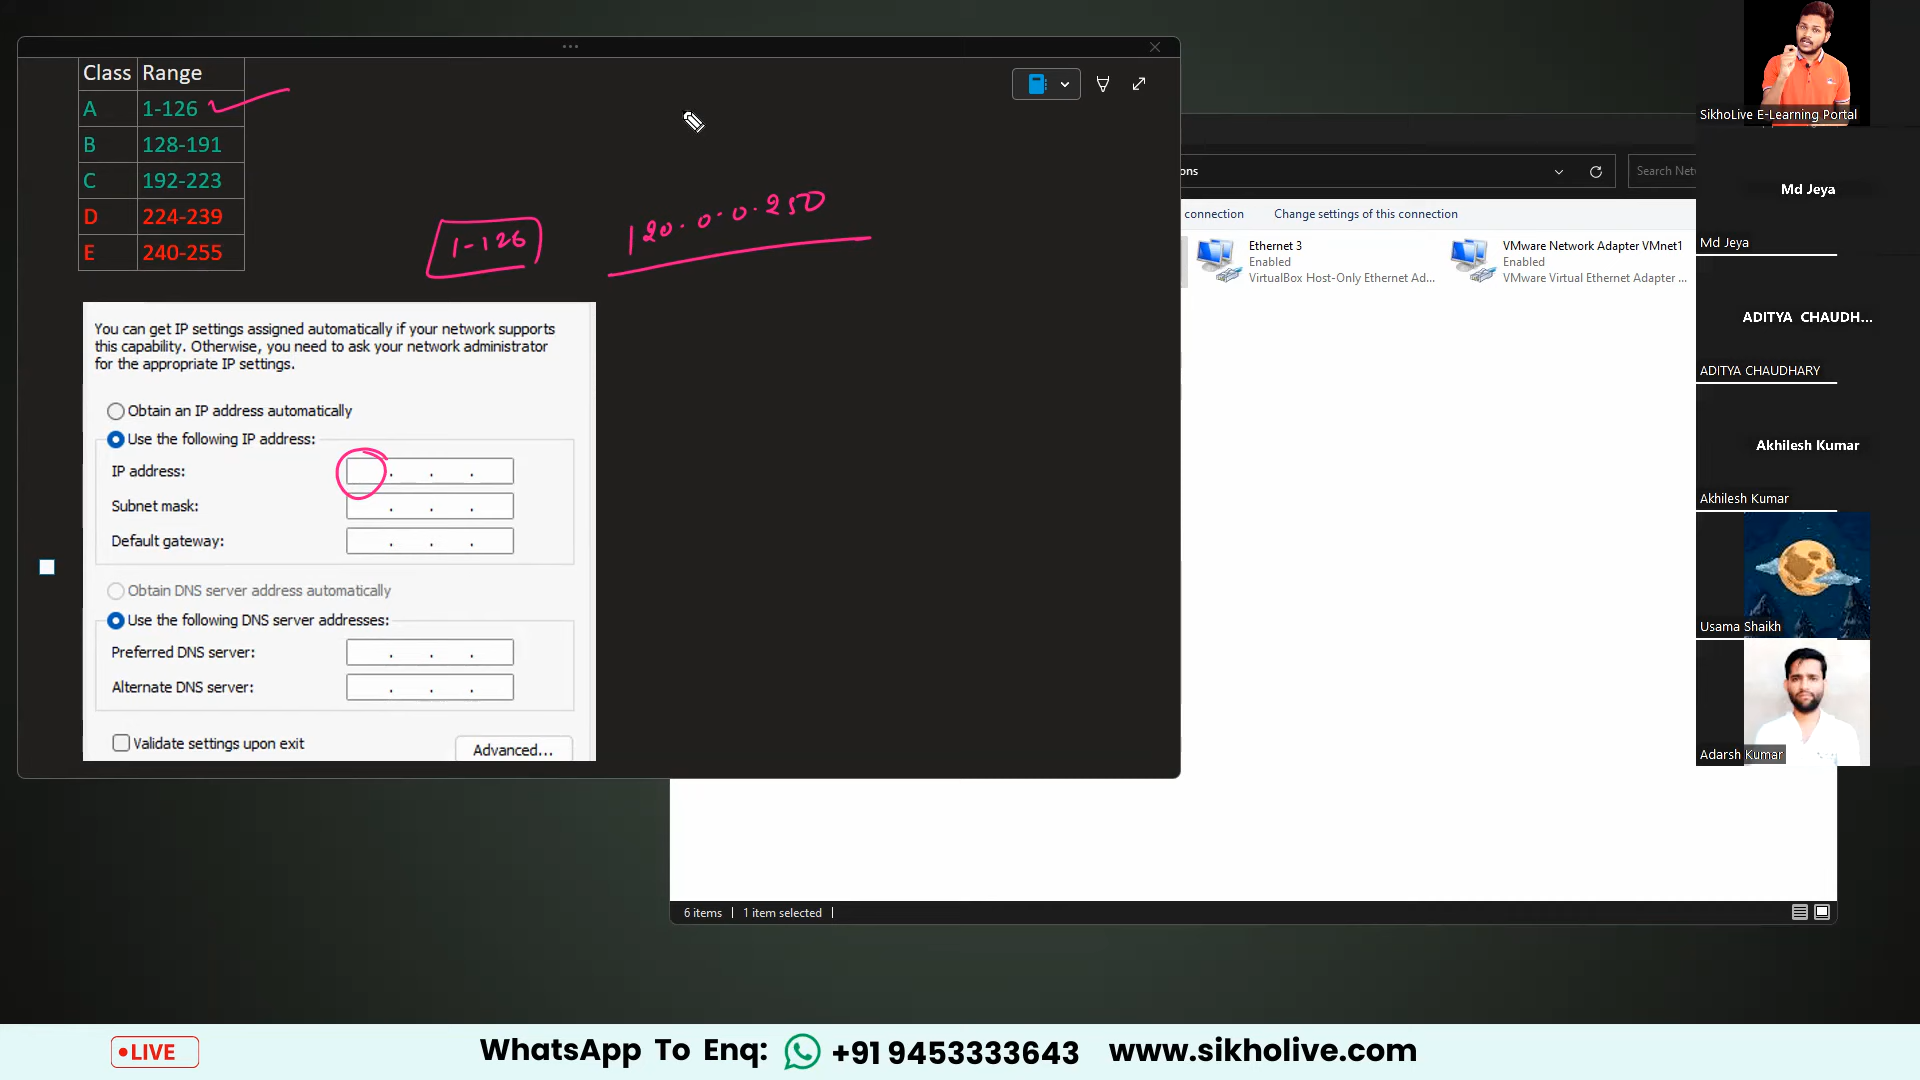 Class Range
A 1-126
B 128-191
C 192-223
D 224-239
E 240-255
1-126
120.0.0.250
You can get IP settings assigned automatically if your network supports
this capability. Otherwise, you need to ask your network administrator
for the appropriate IP settings.
Obtain an IP address automatically
Use the following IP address:
IP address: . . .
Subnet mask: . . .
Default gateway: . . .
Obtain DNS server address automatically
Use the following DNS server addresses:
Preferred DNS server: . . .
Alternate DNS server: . . .
Validate settings upon exit
Advanced...
ons
Search Netv
connection Change settings of this connection
Ethernet 3
Enabled
VirtualBox Host-Only Ethernet Ad...
VMware Network Adapter VMnet1
Enabled
VMware Virtual Ethernet Adapter ...
6 items | 1 item selected |
SikhoLive E-Learning Portal
Md Jeya
Md Jeya
ADITYA CHAUDH...
ADITYA CHAUDHARY
Akhilesh Kumar
Akhilesh Kumar
Usama Shaikh
Adarsh Kumar
LIVE
WhatsApp To Enq: +91 9453333643 www.sikholive.com